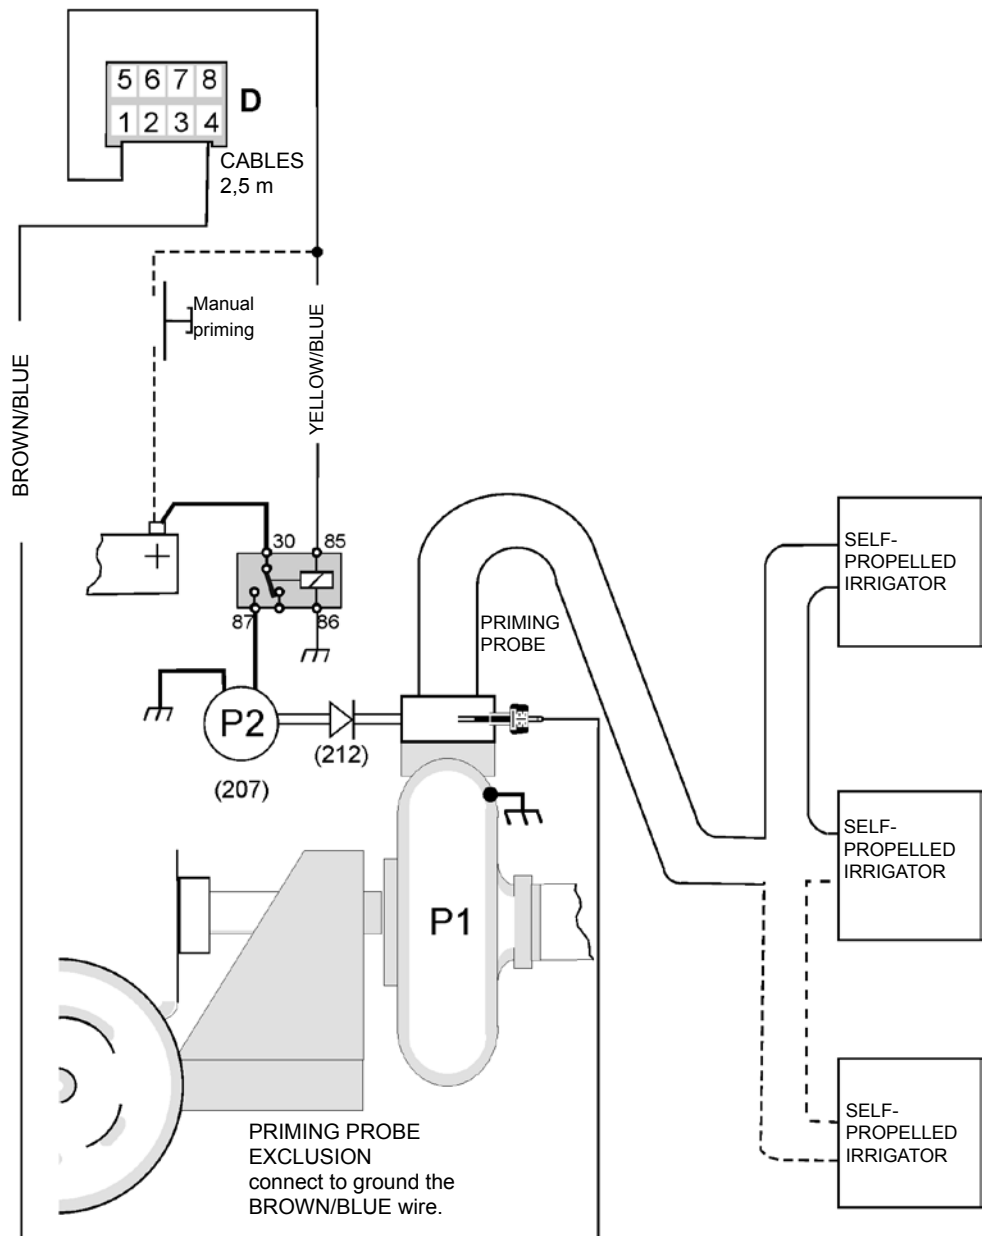 5 6 7 8
1 2 3 4
D
CABLES
2,5 m
Manual
priming
BROWN/BLUE
YELLOW/BLUE
+
30
85
87
86
P2
(207)
(212)
PRIMING
PROBE
P1
SELF-
PROPELLED
IRRIGATOR
SELF-
PROPELLED
IRRIGATOR
SELF-
PROPELLED
IRRIGATOR
PRIMING PROBE
EXCLUSION
connect to ground the
BROWN/BLUE wire.